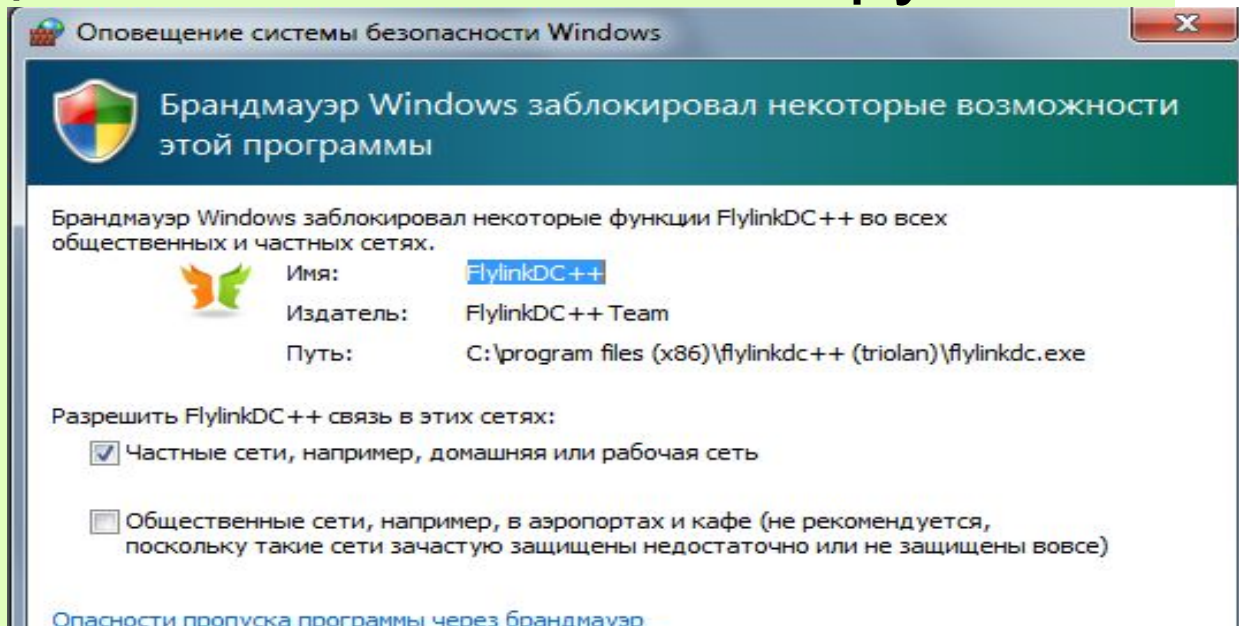 Оповещение системы безопасности Windows
Брандмауэр Windows заблокировал некоторые возможности
этой программы
Брандмауэр Windows заблокировал некоторые функции FlylinkDC++ во всех
общественных и частных сетях.
Имя: FlylinkDC++
Издатель: FlylinkDC++ Team
Путь: C:\program files (x86)\flylinkdc++ (triolan)\flylinkdc.exe
Разрешить FlylinkDC++ связь в этих сетях:
Частные сети, например, домашняя или рабочая сеть
Общественные сети, например, в аэропортах и кафе (не рекомендуется,
поскольку такие сети зачастую защищены недостаточно или не защищены вовсе)
Опасности пропуска программы через брандмауэр